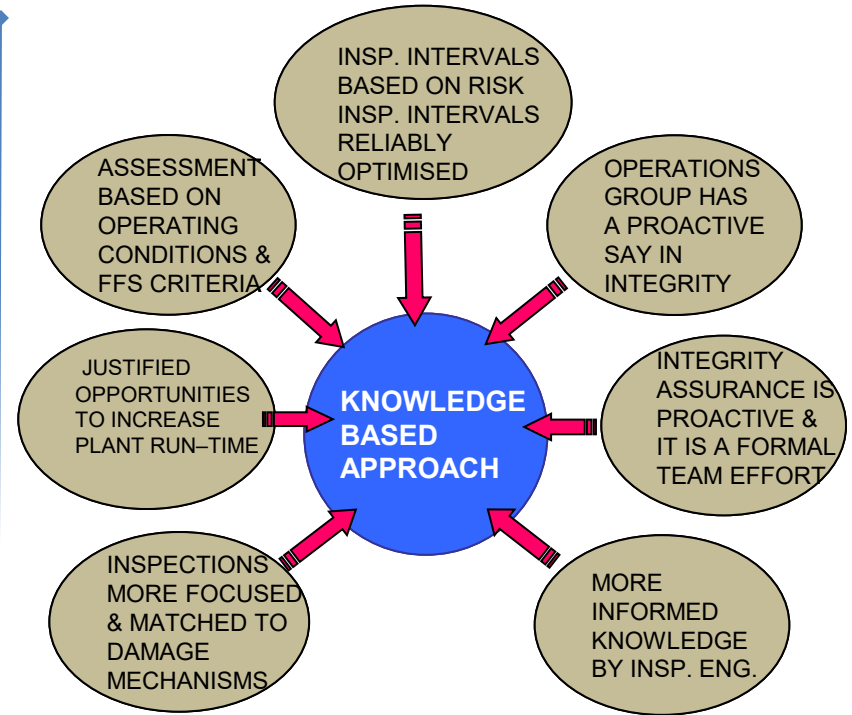 INSP. INTERVALS
BASED ON RISK
INSP. INTERVALS
RELIABLY
OPTIMISED
ASSESSMENT
BASED ON
OPERATING
CONDITIONS &
FFS CRITERIA
OPERATIONS
GROUP HAS
A PROACTIVE
SAY IN
INTEGRITY
JUSTIFIED
OPPORTUNITIES
TO INCREASE
PLANT RUN–TIME
KNOWLEDGE
BASED
APPROACH
INTEGRITY
ASSURANCE IS
PROACTIVE &
IT IS A FORMAL
TEAM EFFORT
INSPECTIONS
MORE FOCUSED
& MATCHED TO
DAMAGE
MECHANISMS
MORE
INFORMED
KNOWLEDGE
BY INSP. ENG.